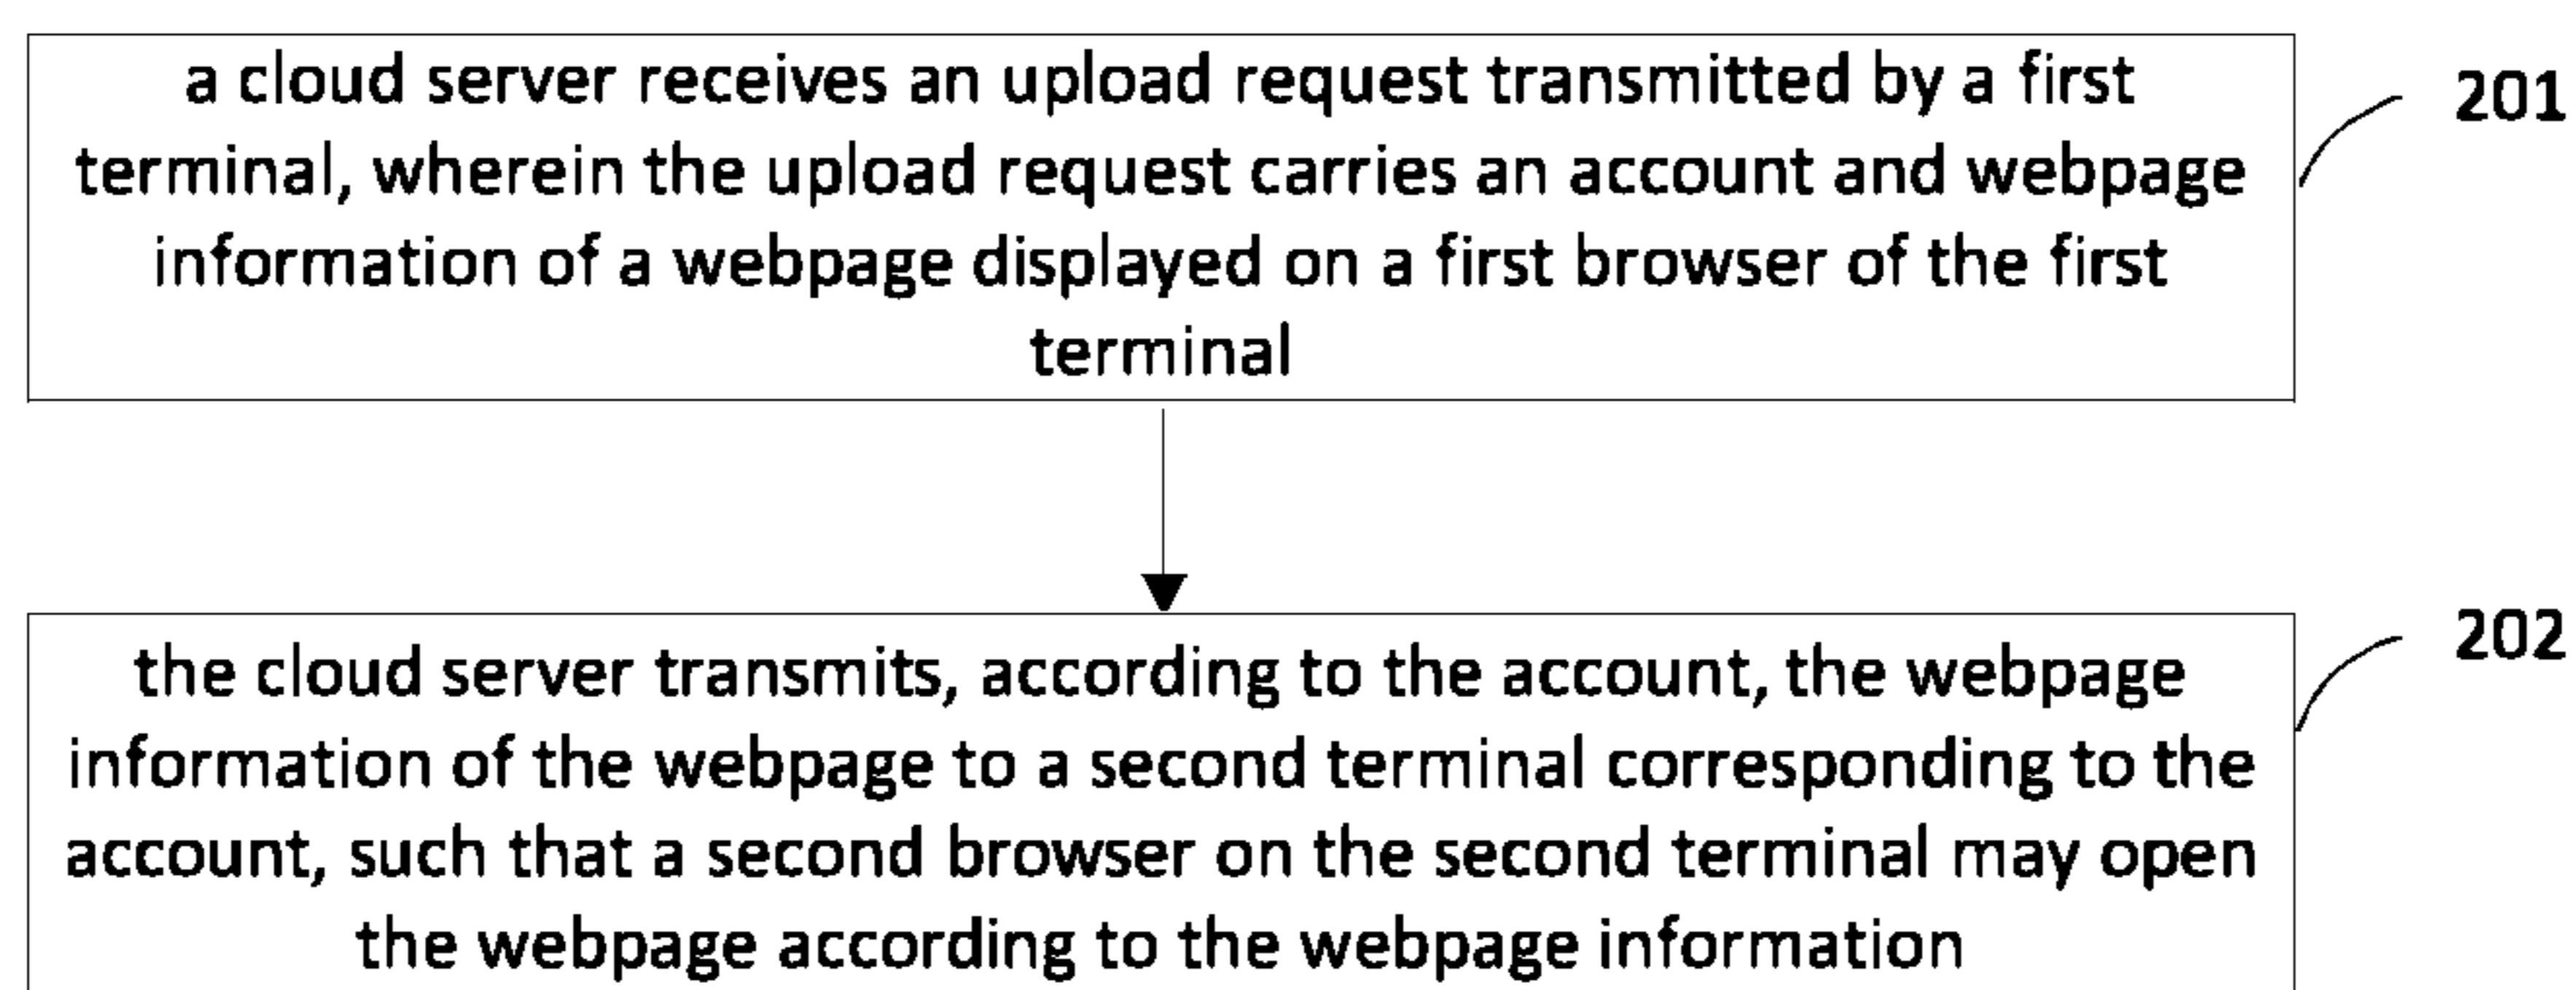 a cloud server receives an upload request transmitted by a first
terminal, wherein the upload request carries an account and webpage
information of a webpage displayed on a first browser of the first
terminal
201
the cloud server transmits, according to the account, the webpage
information of the webpage to a second terminal corresponding to the
account, such that a second browser on the second terminal may open
the webpage according to the webpage information
202